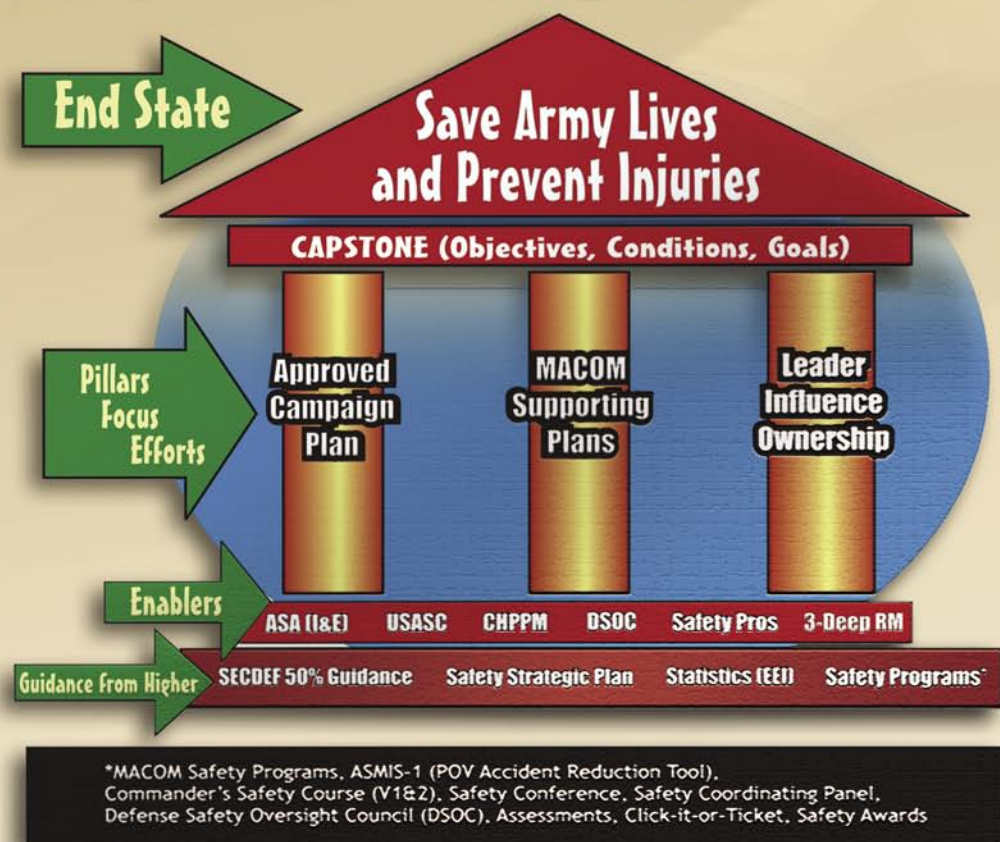 End State
Save Army Lives
and Prevent Injuries
CAPSTONE (Objectives, Conditions, Goals)
Pillars
Focus
Efforts
Approved
Campaign
Plan
MACOM
Supporting
Plans
Leader
Influence
Ownership
Enablers
ASA (I&E) USASC CHPPM DSOC Safety Pros 3-Deep RM
Guidance From Higher
SECDEF 50% Guidance Safety Strategic Plan Statistics (EEI) Safety Programs*
*MACOM Safety Programs, ASMIS-1 (POV Accident Reduction Tool),
Commander's Safety Course (V1&2), Safety Conference, Safety Coordinating Panel,
Defense Safety Oversight Council (DSOC), Assessments, Click-it-or-Ticket, Safety Awards